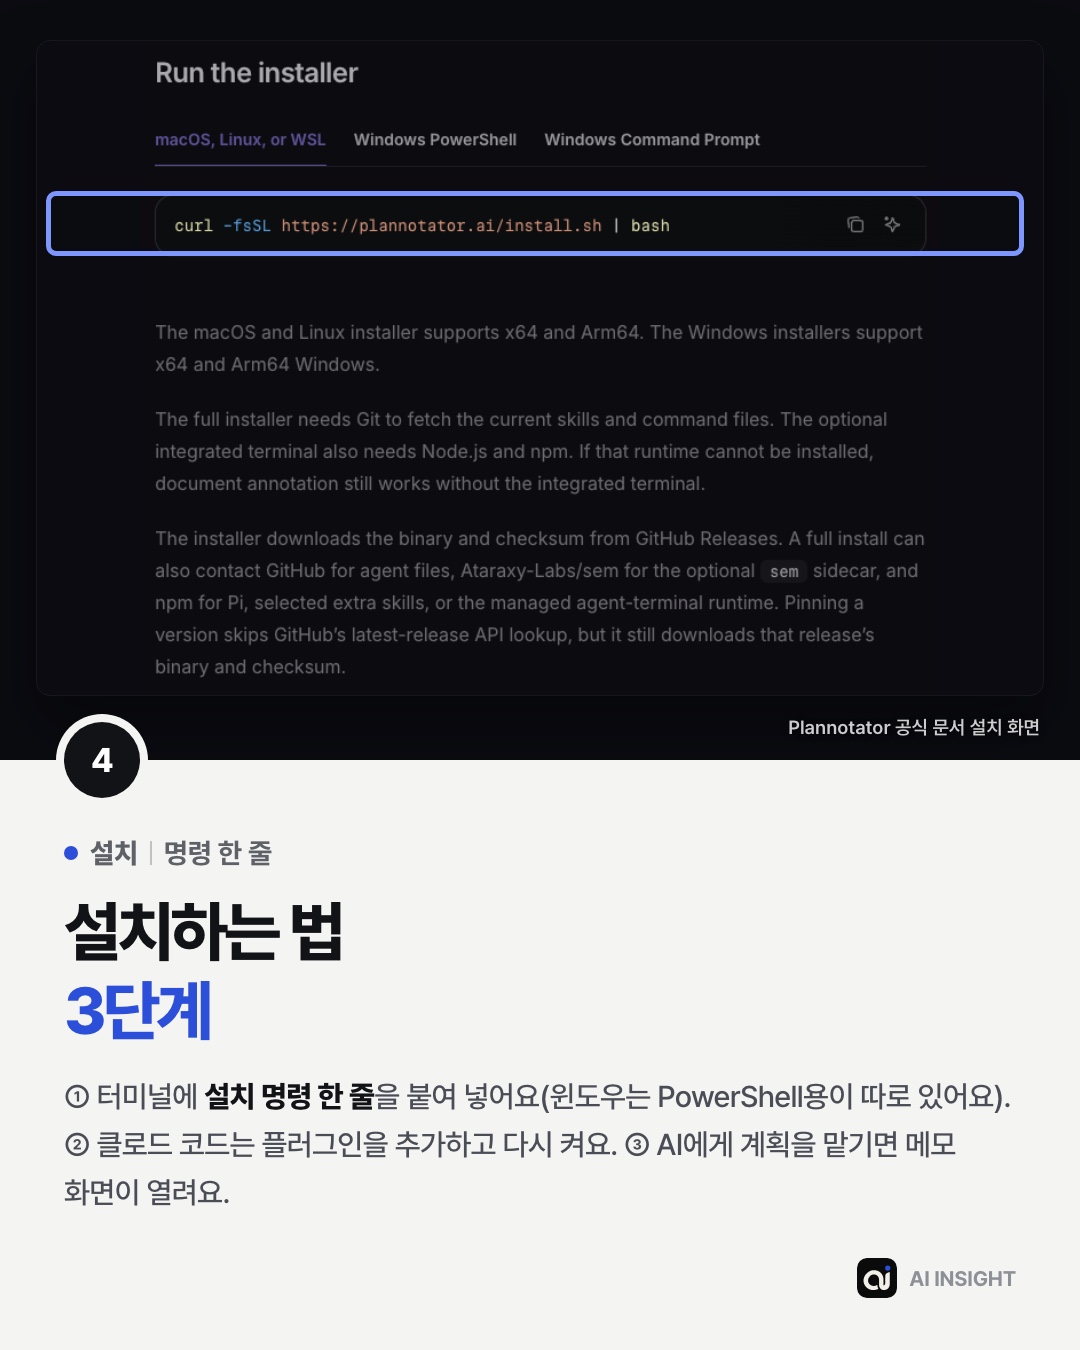 Run the installer
macOS, Linux, or WSL Windows PowerShell Windows Command Prompt
curl -fsSL https://plannotator.ai/install.sh | bash
The macOS and Linux installer supports x64 and Arm64. The Windows installers support
x64 and Arm64 Windows.
The full installer needs Git to fetch the current skills and command files. The optional
integrated terminal also needs Node.js and npm. If that runtime cannot be installed,
document annotation still works without the integrated terminal.
The installer downloads the binary and checksum from GitHub Releases. A full install can
also contact GitHub for agent files, Ataraxy-Labs/sem for the optional sem sidecar, and
npm for Pi, selected extra skills, or the managed agent-terminal runtime. Pinning a
version skips GitHub’s latest-release API lookup, but it still downloads that release’s
binary and checksum.
Plannotator 공식 문서 설치 화면
4
설치 | 명령 한 줄
설치하는 법
3단계
① 터미널에 설치 명령 한 줄을 붙여 넣어요(윈도우는 PowerShell용이 따로 있어요).
② 클로드 코드는 플러그인을 추가하고 다시 켜요. ③ AI에게 계획을 맡기면 메모
화면이 열려요.
ai AI INSIGHT